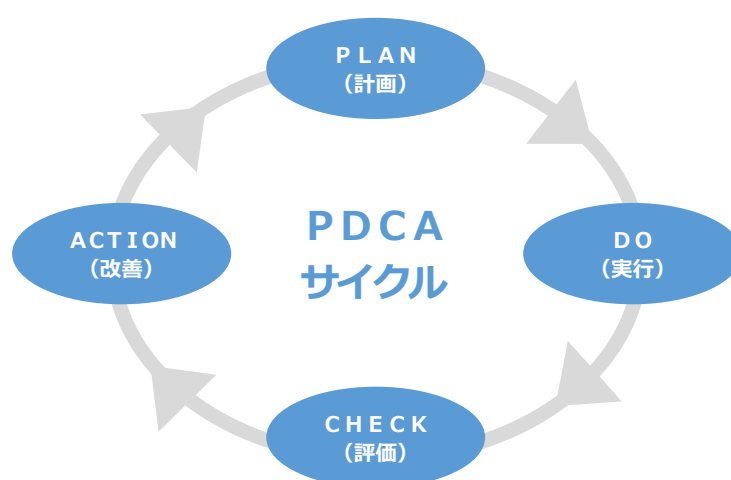 PLAN
(計画)
ACTION
(改善)
PDCA
サイクル
DO
(実行)
CHECK
(評価)